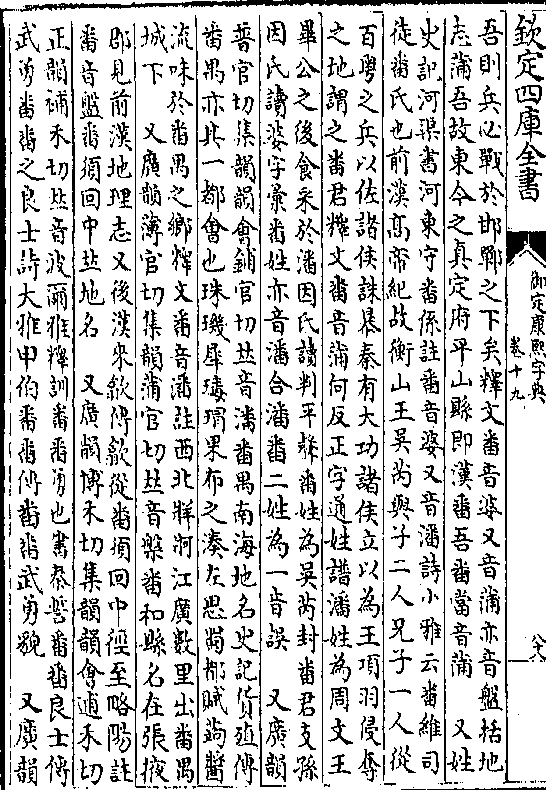 欽定四庫全書
御定康熙字典
卷十九
吾則兵必戰於邯鄲之下矣釋文番音婆又音蒲亦音盤括地
志蒲吾故東今之真定府平山縣即漢番吾番當音蒲　又姓
史記河渠書河東守番係註番音婆又音潘詩小雅云番維司
徒番氏也前漢高帝紀故衡山王吳芮與子二人兄子一人從
百粵之兵以佐諸侯誅暴秦有大功諸侯立以為王項羽侵奪
之地謂之番君釋文番音蒲何反正字通姓譜潘姓為周文王
畢公之後食采於潘因氏讀判平聲番姓為吳芮封番君支孫
因氏讀婆字彙番姓亦音潘合潘番二姓為一音誤　又廣韻
普官切集韻韻會鋪官切𠀤音潘番禺南海地名史記貨殖傳
番禺亦其一都會也珠璣犀瑇瑁果布之湊左思蜀都賦蒟醬
流味於番禺之鄉釋文番音潘註西北牂牁江廣數里出番禺
城下　又廣韻薄官切集韻蒲官切𠀤音槃番和縣名在張掖
郡見前漢地理志又後漢來歙傳歙從番須回中徑至略陽註
番音盤番須回中𠀤地名　又廣韻博禾切集韻韻會逋禾切
正韻補禾切𠀤音波爾雅釋訓番番勇也書泰誓番番良士傳
武勇番番之良士詩大雅申伯番番傳番番武勇貌　又廣韻